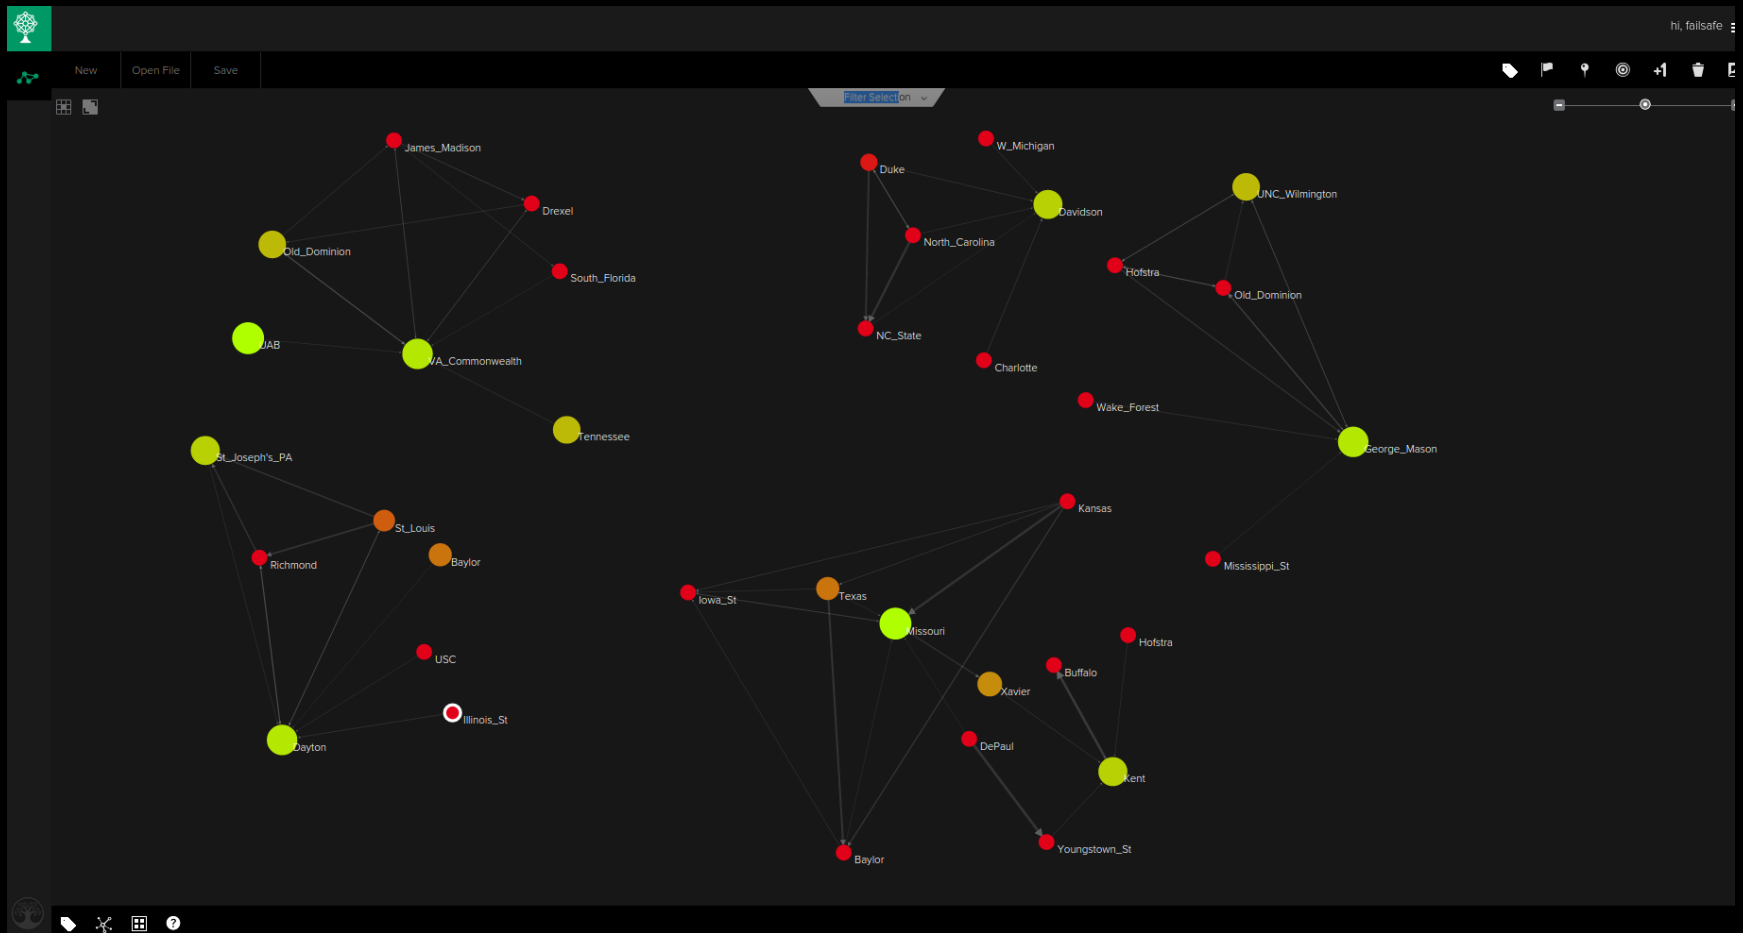 hi, failsafe
New
Open File
Save
+1
Filter Selection
James_Madison
W_Michigan
Duke
UNC_Wilmington
Drexel
Davidson
North_Carolina
Old_Dominion
Hofstra
South_Florida
Old_Dominion
NC_State
UAB
VA_Commonwealth
Charlotte
Wake_Forest
Tennessee
George_Mason
St_Joseph's_PA
Kansas
St_Louis
Baylor
Richmond
Mississippi_St
Texas
Iowa_St
Missouri
Hofstra
USC
Buffalo
Xavier
Illinois_St
Dayton
DePaul
Kent
Youngstown_St
Baylor
?